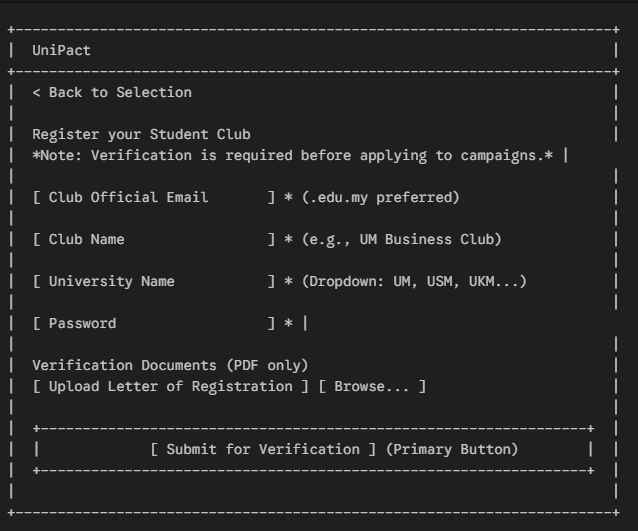 UniPact
< Back to Selection
Register your Student Club
*Note: Verification is required before applying to campaigns.* |
[ Club Official Email       ] * (.edu.my preferred)
[ Club Name                 ] * (e.g., UM Business Club)
[ University Name           ] * (Dropdown: UM, USM, UKM...)
[ Password                  ] * |
Verification Documents (PDF only)
[ Upload Letter of Registration ] [ Browse... ]
[ Submit for Verification ] (Primary Button)